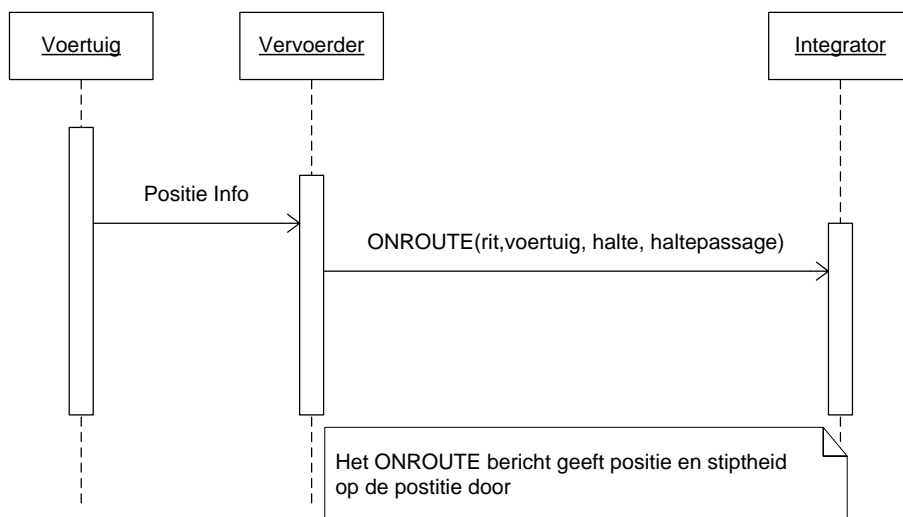 Voertuig
Vervoerder
Integrator
Positie Info
ONROUTE(rit,voertuig, halte, haltepassage)
Het ONROUTE bericht geeft positie en stiptheid
op de postitie door